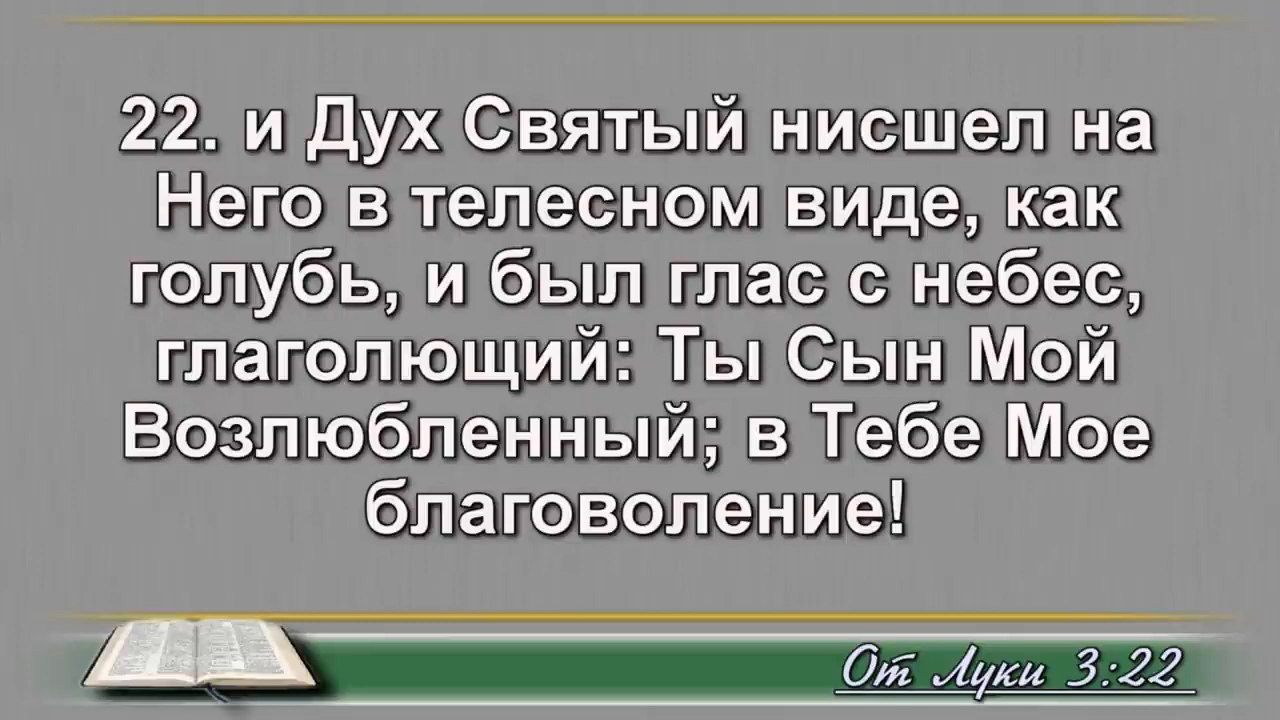 22. и Дух Святый нисшел на
Него в телесном виде, как
голубь, и был глас с небес,
глаголющий: Ты Сын Мой
Возлюбленный; в Тебе Мое
благоволение!
От Луки 3:22